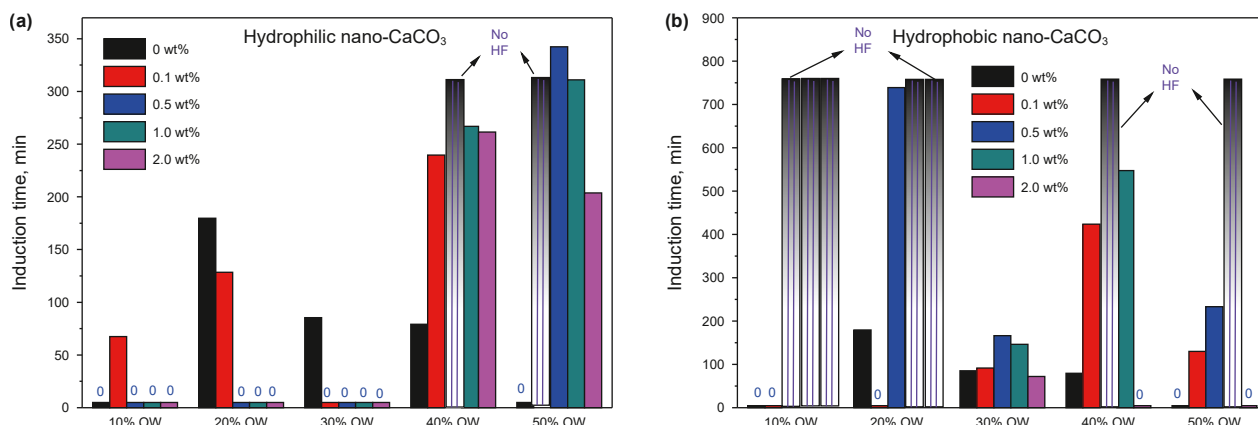 (a)
Hydrophilic nano-CaCO3
No
HF
0 wt%
0.1 wt%
0.5 wt%
1.0 wt%
2.0 wt%
Induction time, min
350
300
250
200
150
100
50
0
0 0 0 0
0 0 0
0 0 0 0
0
10% OW
20% OW
30% OW
40% OW
50% OW
(b)
No
HF
Hydrophobic nano-CaCO3
No
HF
0 wt%
0.1 wt%
0.5 wt%
1.0 wt%
2.0 wt%
Induction time, min
900
800
700
600
500
400
300
200
100
0
0 0
0
0
0 0
10% OW
20% OW
30% OW
40% OW
50% OW